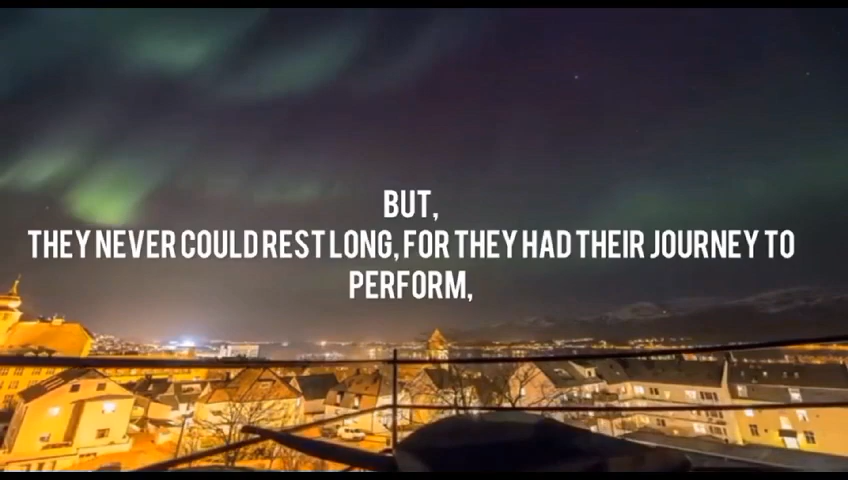 BUT,
THEY NEVER COULD REST LONG, FOR THEY HAD THEIR JOURNEY TO
PERFORM,